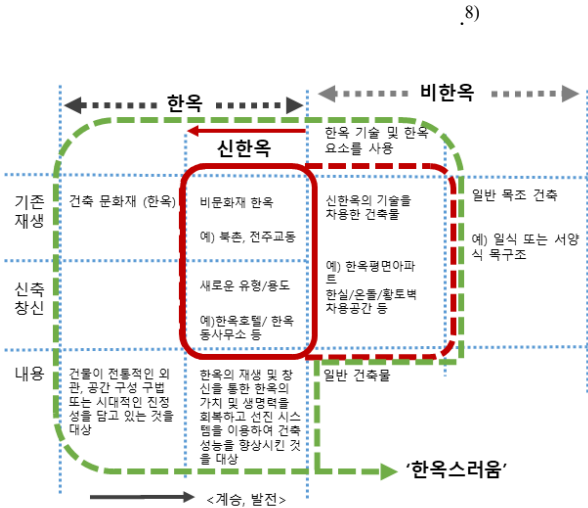 .8)
한옥
비한옥
신한옥
한옥 기술 및 한옥
요소를 사용
기존
재생
건축 문화재 (한옥)
비문화재 한옥
예) 북촌, 전주교동
신한옥의 기술을
차용한 건축물
일반 목조 건축
예) 일식 또는 서양
식 목구조
신축
창신
새로운 유형/용도
예)한옥호텔/ 한옥
동사무소 등
예) 한옥평면아파
트
한실/온돌/황토벽
차용공간 등
내용
건물이 전통적인 외
관, 공간 구성 구법
또는 시대적인 진정
성을 담고 있는 것을
대상
한옥의 재생 및 창
신을 통한 한옥의
가치 및 생명력을
회복하고 선진 시스
템을 이용하여 건축
성능을 향상시킨 것
을 대상
일반 건축물
'한옥스러움'
<계승, 발전>